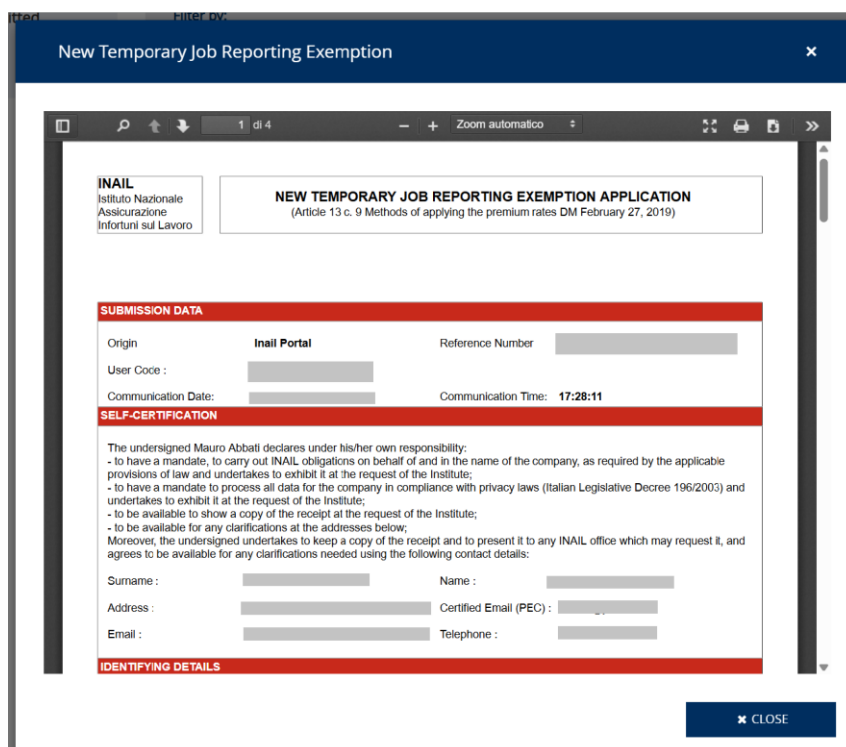 itted
Filter by:
New Temporary Job Reporting Exemption
1 di 4
Zoom automatico
INAIL
Istituto Nazionale
Assicurazione
Infortuni sul Lavoro
NEW TEMPORARY JOB REPORTING EXEMPTION APPLICATION
(Article 13 c. 9 Methods of applying the premium rates DM February 27, 2019)
SUBMISSION DATA
Origin Inail Portal Reference Number
User Code :
Communication Date: Communication Time: 17:28:11
SELF-CERTIFICATION
The undersigned Mauro Abbati declares under his/her own responsibility:
- to have a mandate, to carry out INAIL obligations on behalf of and in the name of the company, as required by the applicable
provisions of law and undertakes to exhibit it at the request of the Institute;
- to have a mandate to process all data for the company in compliance with privacy laws (Italian Legislative Decree 196/2003) and
undertakes to exhibit it at the request of the Institute;
- to be available to show a copy of the receipt at the request of the Institute;
- to be available for any clarifications at the addresses below;
Moreover, the undersigned undertakes to keep a copy of the receipt and to present it to any INAIL office which may request it, and
agrees to be available for any clarifications needed using the following contact details:
Surname : Name :
Address : Certified Email (PEC) :
Email : Telephone :
IDENTIFYING DETAILS
CLOSE